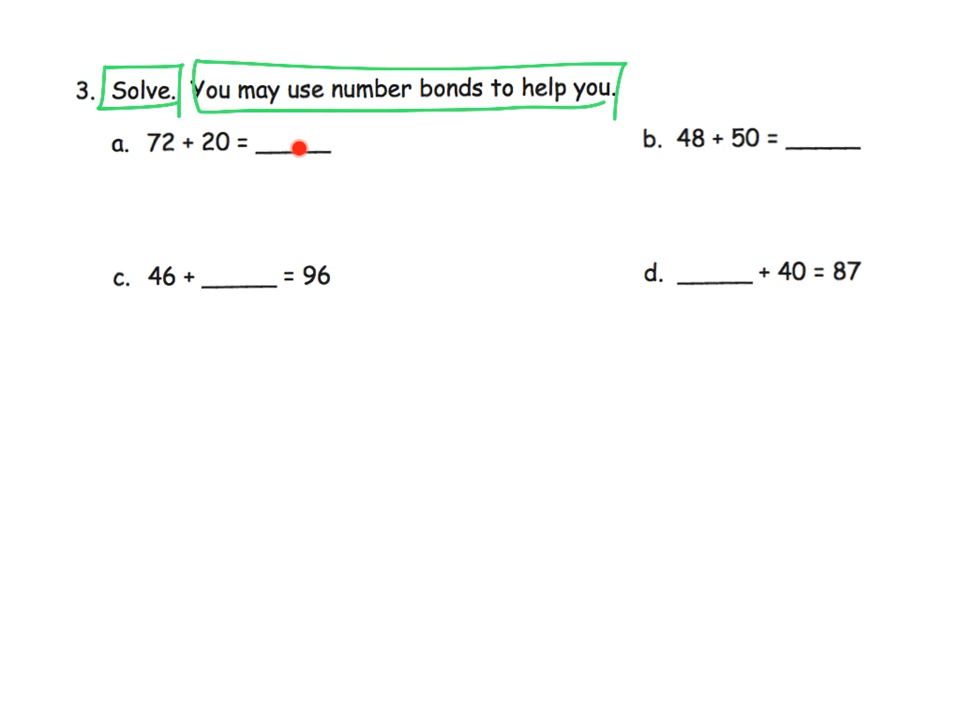 3. Solve. You may use number bonds to help you.
a. 72 + 20 = ______
b. 48 + 50 = ______
c. 46 + ______ = 96
d. ______ + 40 = 87